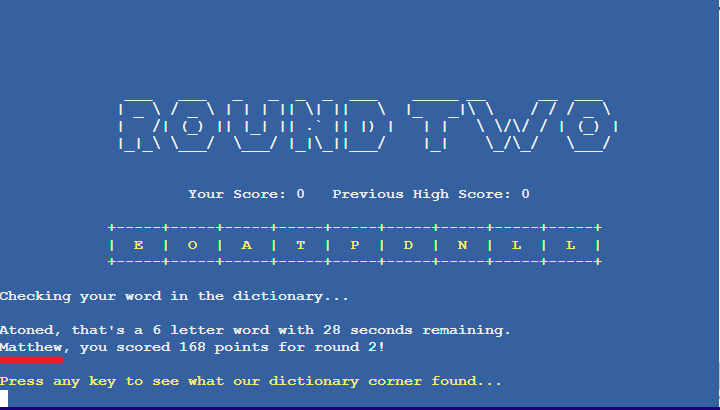 ROUND TWO
Your Score: 0 Previous High Score: 0
E | O | A | T | P | D | N | L | L
Checking your word in the dictionary...
Atoned, that's a 6 letter word with 28 seconds remaining.
Matthew, you scored 168 points for round 2!
Press any key to see what our dictionary corner found...